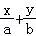 x/a + y/b